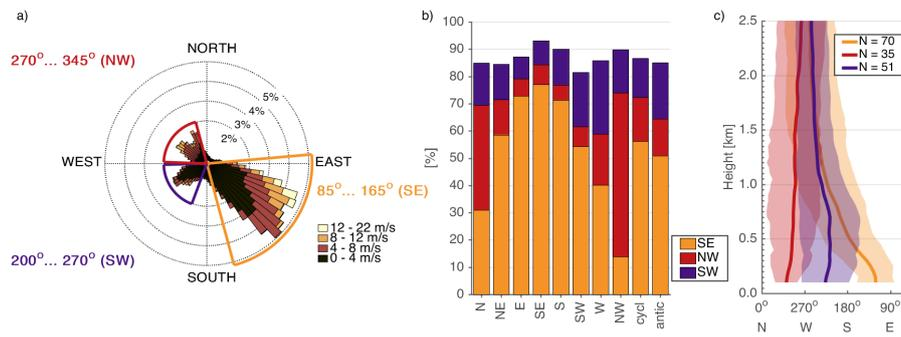 a)
270° ... 345° (NW)
NORTH
5%
4%
3%
2%
WEST
EAST
85° ... 165° (SE)
12 - 22 m/s
8 - 12 m/s
4 - 8 m/s
0 - 4 m/s
200° ... 270° (SW)
SOUTH
b)
[%]
100
90
80
70
60
50
40
30
20
10
0
N
NE
E
SE
S
SW
W
NW
cycl
antic
SE
NW
SW
c)
Height [km]
2.5
2.0
1.5
1.0
0.5
0.0
N = 70
N = 35
N = 51
0° 270° 180° 90°
N W S E